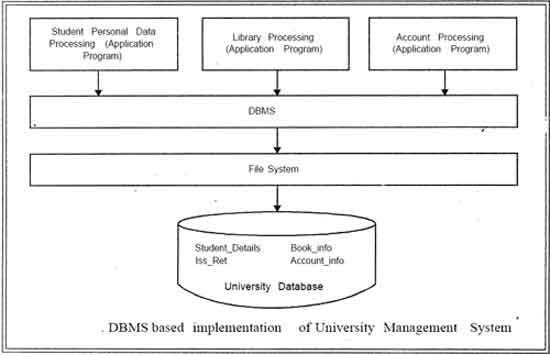 Student Personal Data
Processing (Application
Program)
Library Processing
(Application Program)
Account Processing
(Application Program)
DBMS
File System
Student_Details Book_info
Iss_Ret Account_info
University Database
. DBMS based implementation of University Management System